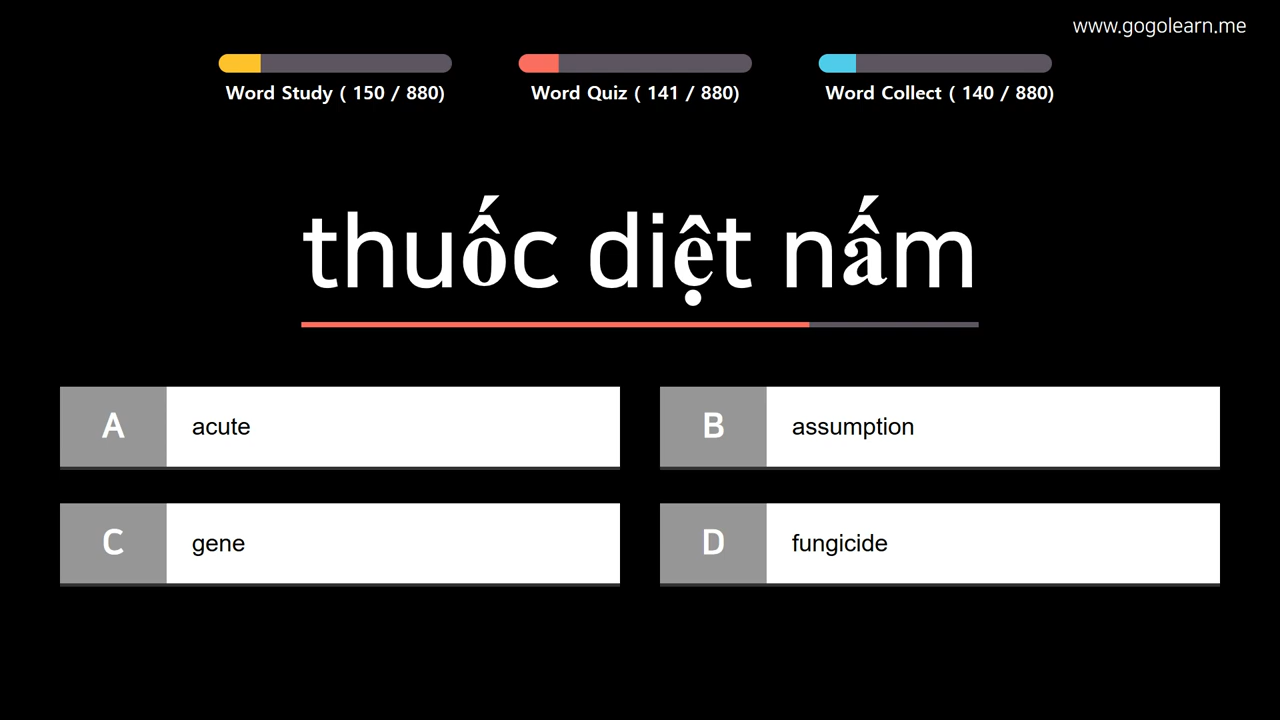 www.gogolearn.me
Word Study ( 150 / 880)
Word Quiz ( 141 / 880)
Word Collect ( 140 / 880)
thuốc diệt nấm
A acute
B assumption
C gene
D fungicide